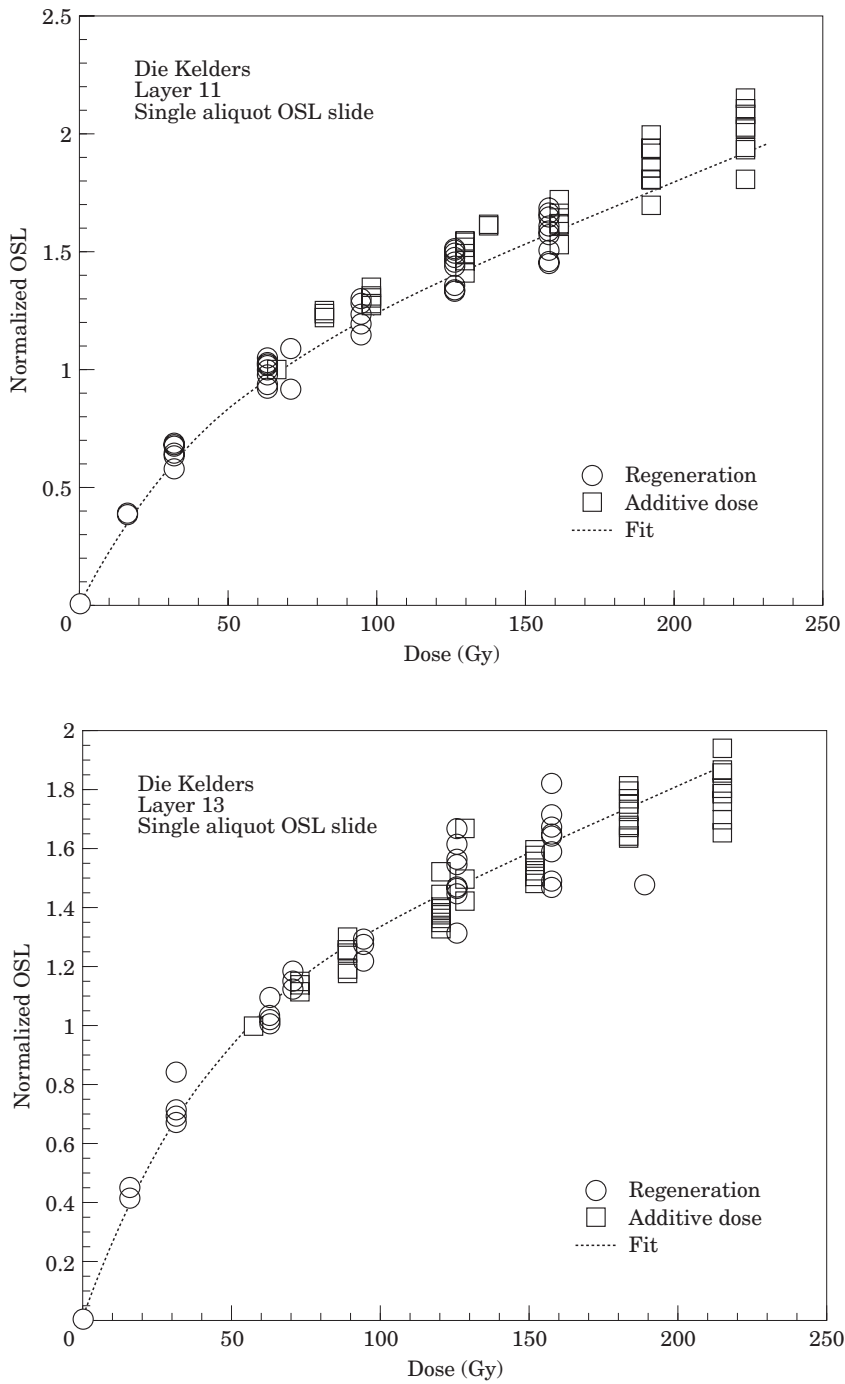 2.5
Die Kelders
Layer 11
Single aliquot OSL slide
2
1.5
1
0.5
Normalized OSL
Regeneration
Additive dose
Fit
0
50
100
150
200
250
Dose (Gy)
2
Die Kelders
Layer 13
Single aliquot OSL slide
1.8
1.6
1.4
1.2
1
0.8
0.6
0.4
0.2
Normalized OSL
Regeneration
Additive dose
Fit
0
50
100
150
200
250
Dose (Gy)